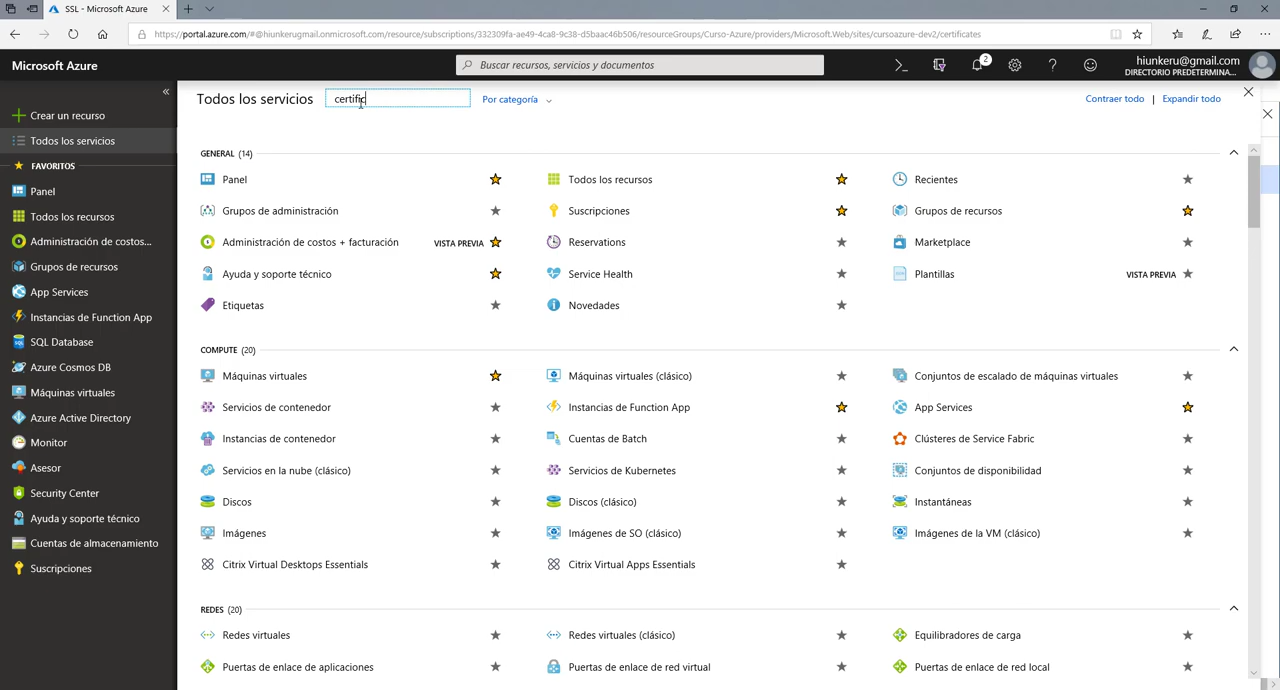 SSL - Microsoft Azure
https://portal.azure.com/#@hiunkerugmail.onmicrosoft.com/resource/subscriptions/332309fa-ae49-4ca8-9c38-d5baac46b506/resourceGroups/Curso-Azure/providers/Microsoft.Web/sites/cursoazure-dev2/certificates
Microsoft Azure
Buscar recursos, servicios y documentos
2
hiunkeru@gmail.com
DIRECTORIO PREDETERMINA...
Crear un recurso
Todos los servicios
FAVORITOS
Panel
Todos los recursos
Administración de costos...
Grupos de recursos
App Services
Instancias de Function App
SQL Database
Azure Cosmos DB
Máquinas virtuales
Azure Active Directory
Monitor
Asesor
Security Center
Ayuda y soporte técnico
Cuentas de almacenamiento
Suscripciones
Todos los servicios certific Por categoría Contraer todo | Expandir todo
GENERAL (14)
Panel Todos los recursos Recientes
Grupos de administración Suscripciones Grupos de recursos
Administración de costos + facturación VISTA PREVIA Reservations Marketplace
Ayuda y soporte técnico Service Health Plantillas VISTA PREVIA
Etiquetas Novedades
COMPUTE (20)
Máquinas virtuales Máquinas virtuales (clásico) Conjuntos de escalado de máquinas virtuales
Servicios de contenedor Instancias de Function App App Services
Instancias de contenedor Cuentas de Batch Clústeres de Service Fabric
Servicios en la nube (clásico) Servicios de Kubernetes Conjuntos de disponibilidad
Discos Discos (clásico) Instantáneas
Imágenes Imágenes de SO (clásico) Imágenes de la VM (clásico)
Citrix Virtual Desktops Essentials Citrix Virtual Apps Essentials
REDES (20)
Redes virtuales Redes virtuales (clásico) Equilibradores de carga
Puertas de enlace de aplicaciones Puertas de enlace de red virtual Puertas de enlace de red local